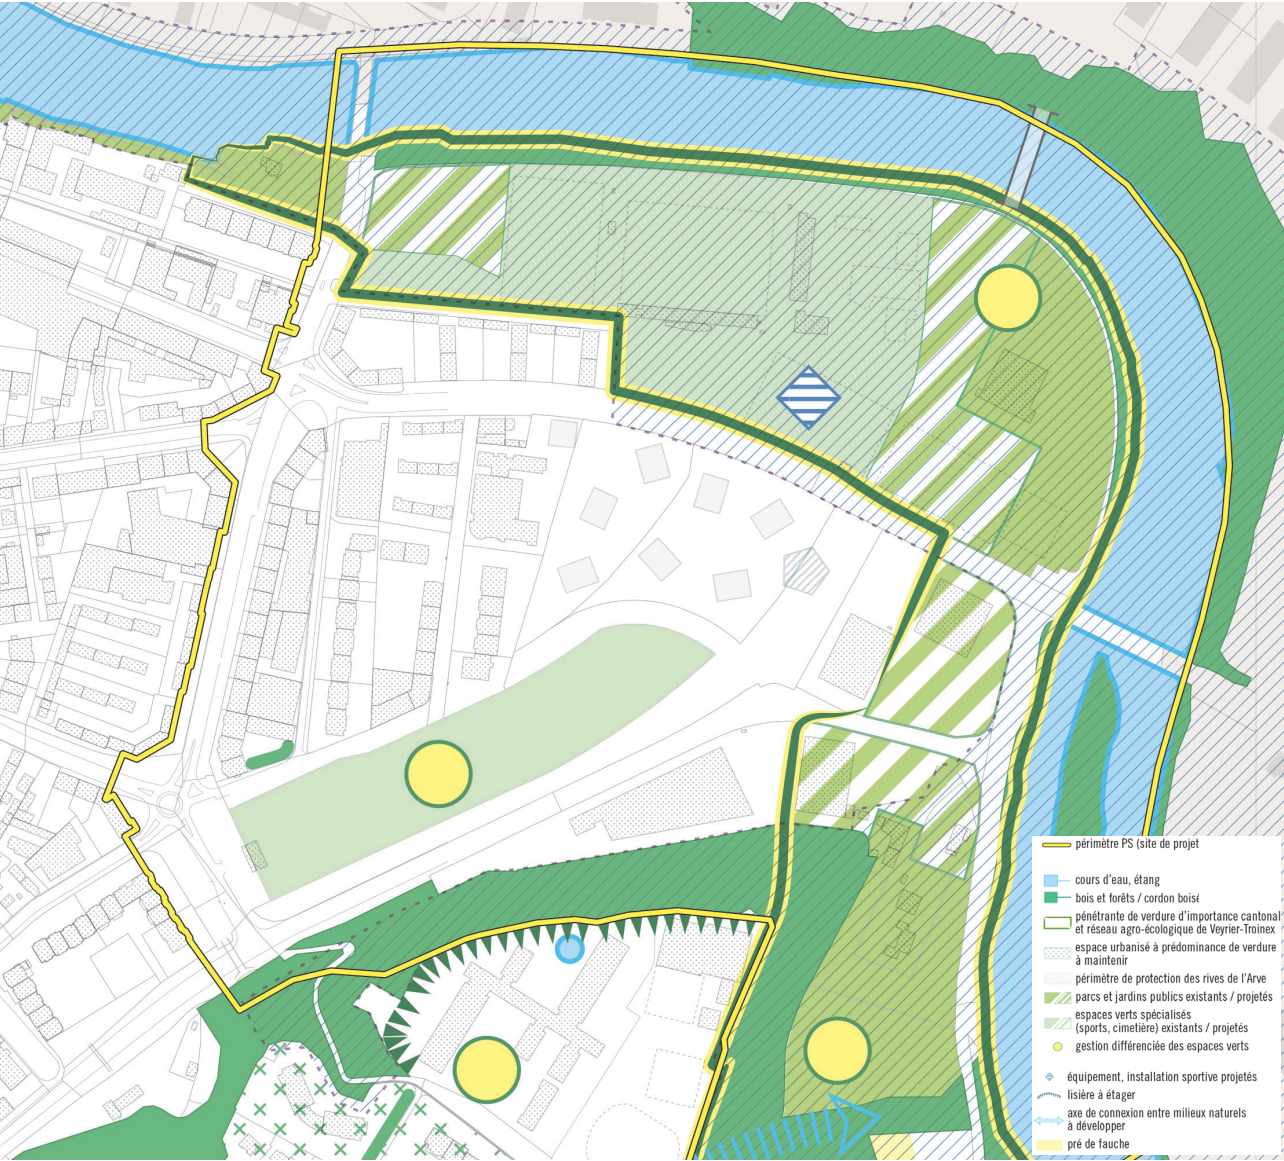 périmètre PS (site de projet
cours d'eau, étang
bois et forêts / cordon boisé
pénétrante de verdure d'importance cantonal
et réseau agro-écologique de Veyrier-Troinex
espace urbanisé à prédominance de verdure
à maintenir
périmètre de protection des rives de l'Arve
parcs et jardins publics existants / projetés
espaces verts spécialisés
(sports, cimetière) existants / projetés
gestion différenciée des espaces verts
équipement, installation sportive projetés
lisière à étager
axe de connexion entre milieux naturels
à développer
pré de fauche